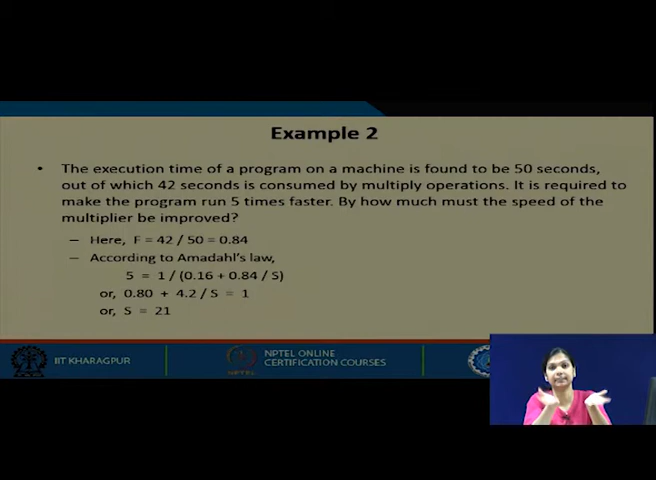 Example 2
• The execution time of a program on a machine is found to be 50 seconds,
out of which 42 seconds is consumed by multiply operations. It is required to
make the program run 5 times faster. By how much must the speed of the
multiplier be improved?
– Here, F = 42 / 50 = 0.84
– According to Amadahl's law,
5 = 1 / (0.16 + 0.84 / S)
or, 0.80 + 4.2 / S = 1
or, S = 21
IIT KHARAGPUR
NPTEL ONLINE
CERTIFICATION COURSES
NPTEL